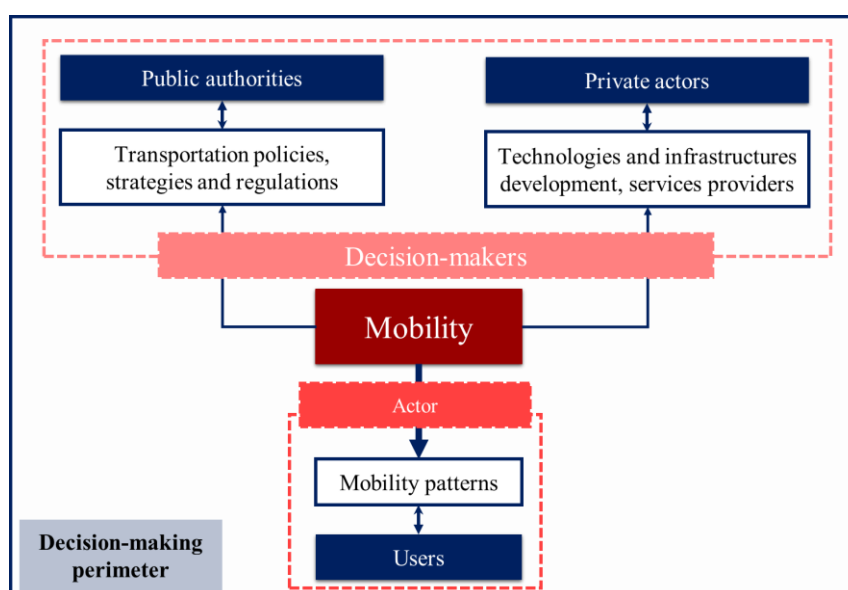 Public authorities
Private actors
Transportation policies,
strategies and regulations
Technologies and infrastructures
development, services providers
Decision-makers
Mobility
Actor
Mobility patterns
Users
Decision-making
perimeter